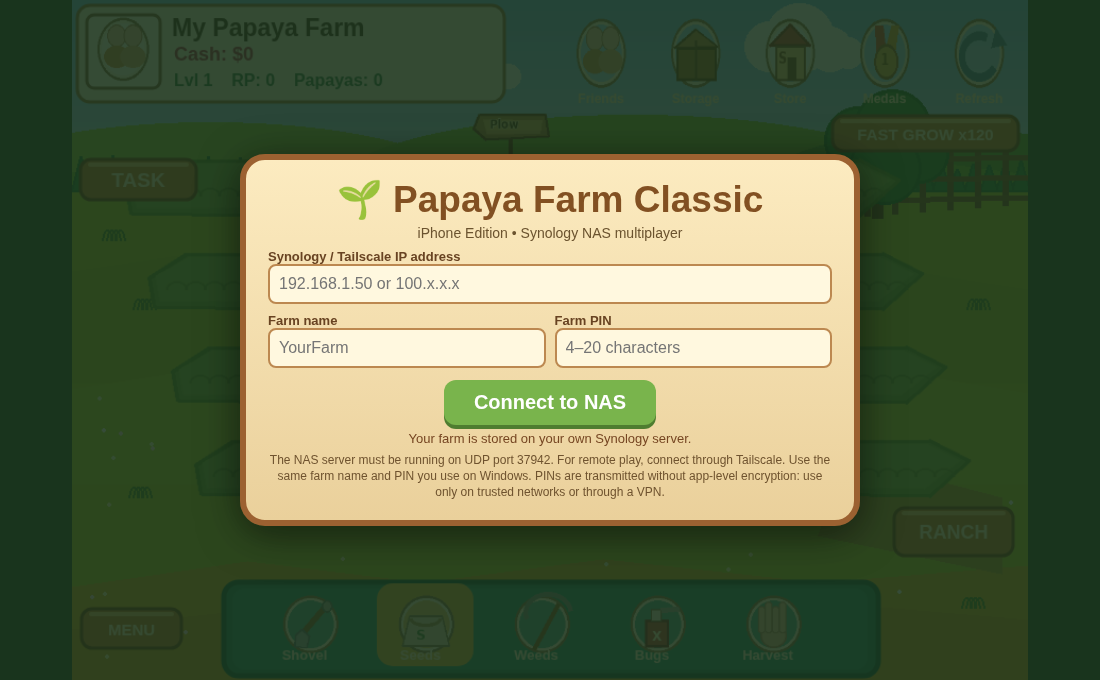 My Papaya Farm
Cash: $0
Lvl 1 RP: 0 Papayas: 0
Friends
Storage
Store
Medals
Refresh
Plow
FAST GROW x120
TASK
🌱 Papaya Farm Classic
iPhone Edition • Synology NAS multiplayer
Synology / Tailscale IP address
192.168.1.50 or 100.x.x.x
Farm name
Farm PIN
YourFarm
4–20 characters
Connect to NAS
Your farm is stored on your own Synology server.
The NAS server must be running on UDP port 37942. For remote play, connect through Tailscale. Use the
same farm name and PIN you use on Windows. PINs are transmitted without app-level encryption: use
only on trusted networks or through a VPN.
RANCH
MENU
Shovel
$
Seeds
Weeds
X
Bugs
Harvest